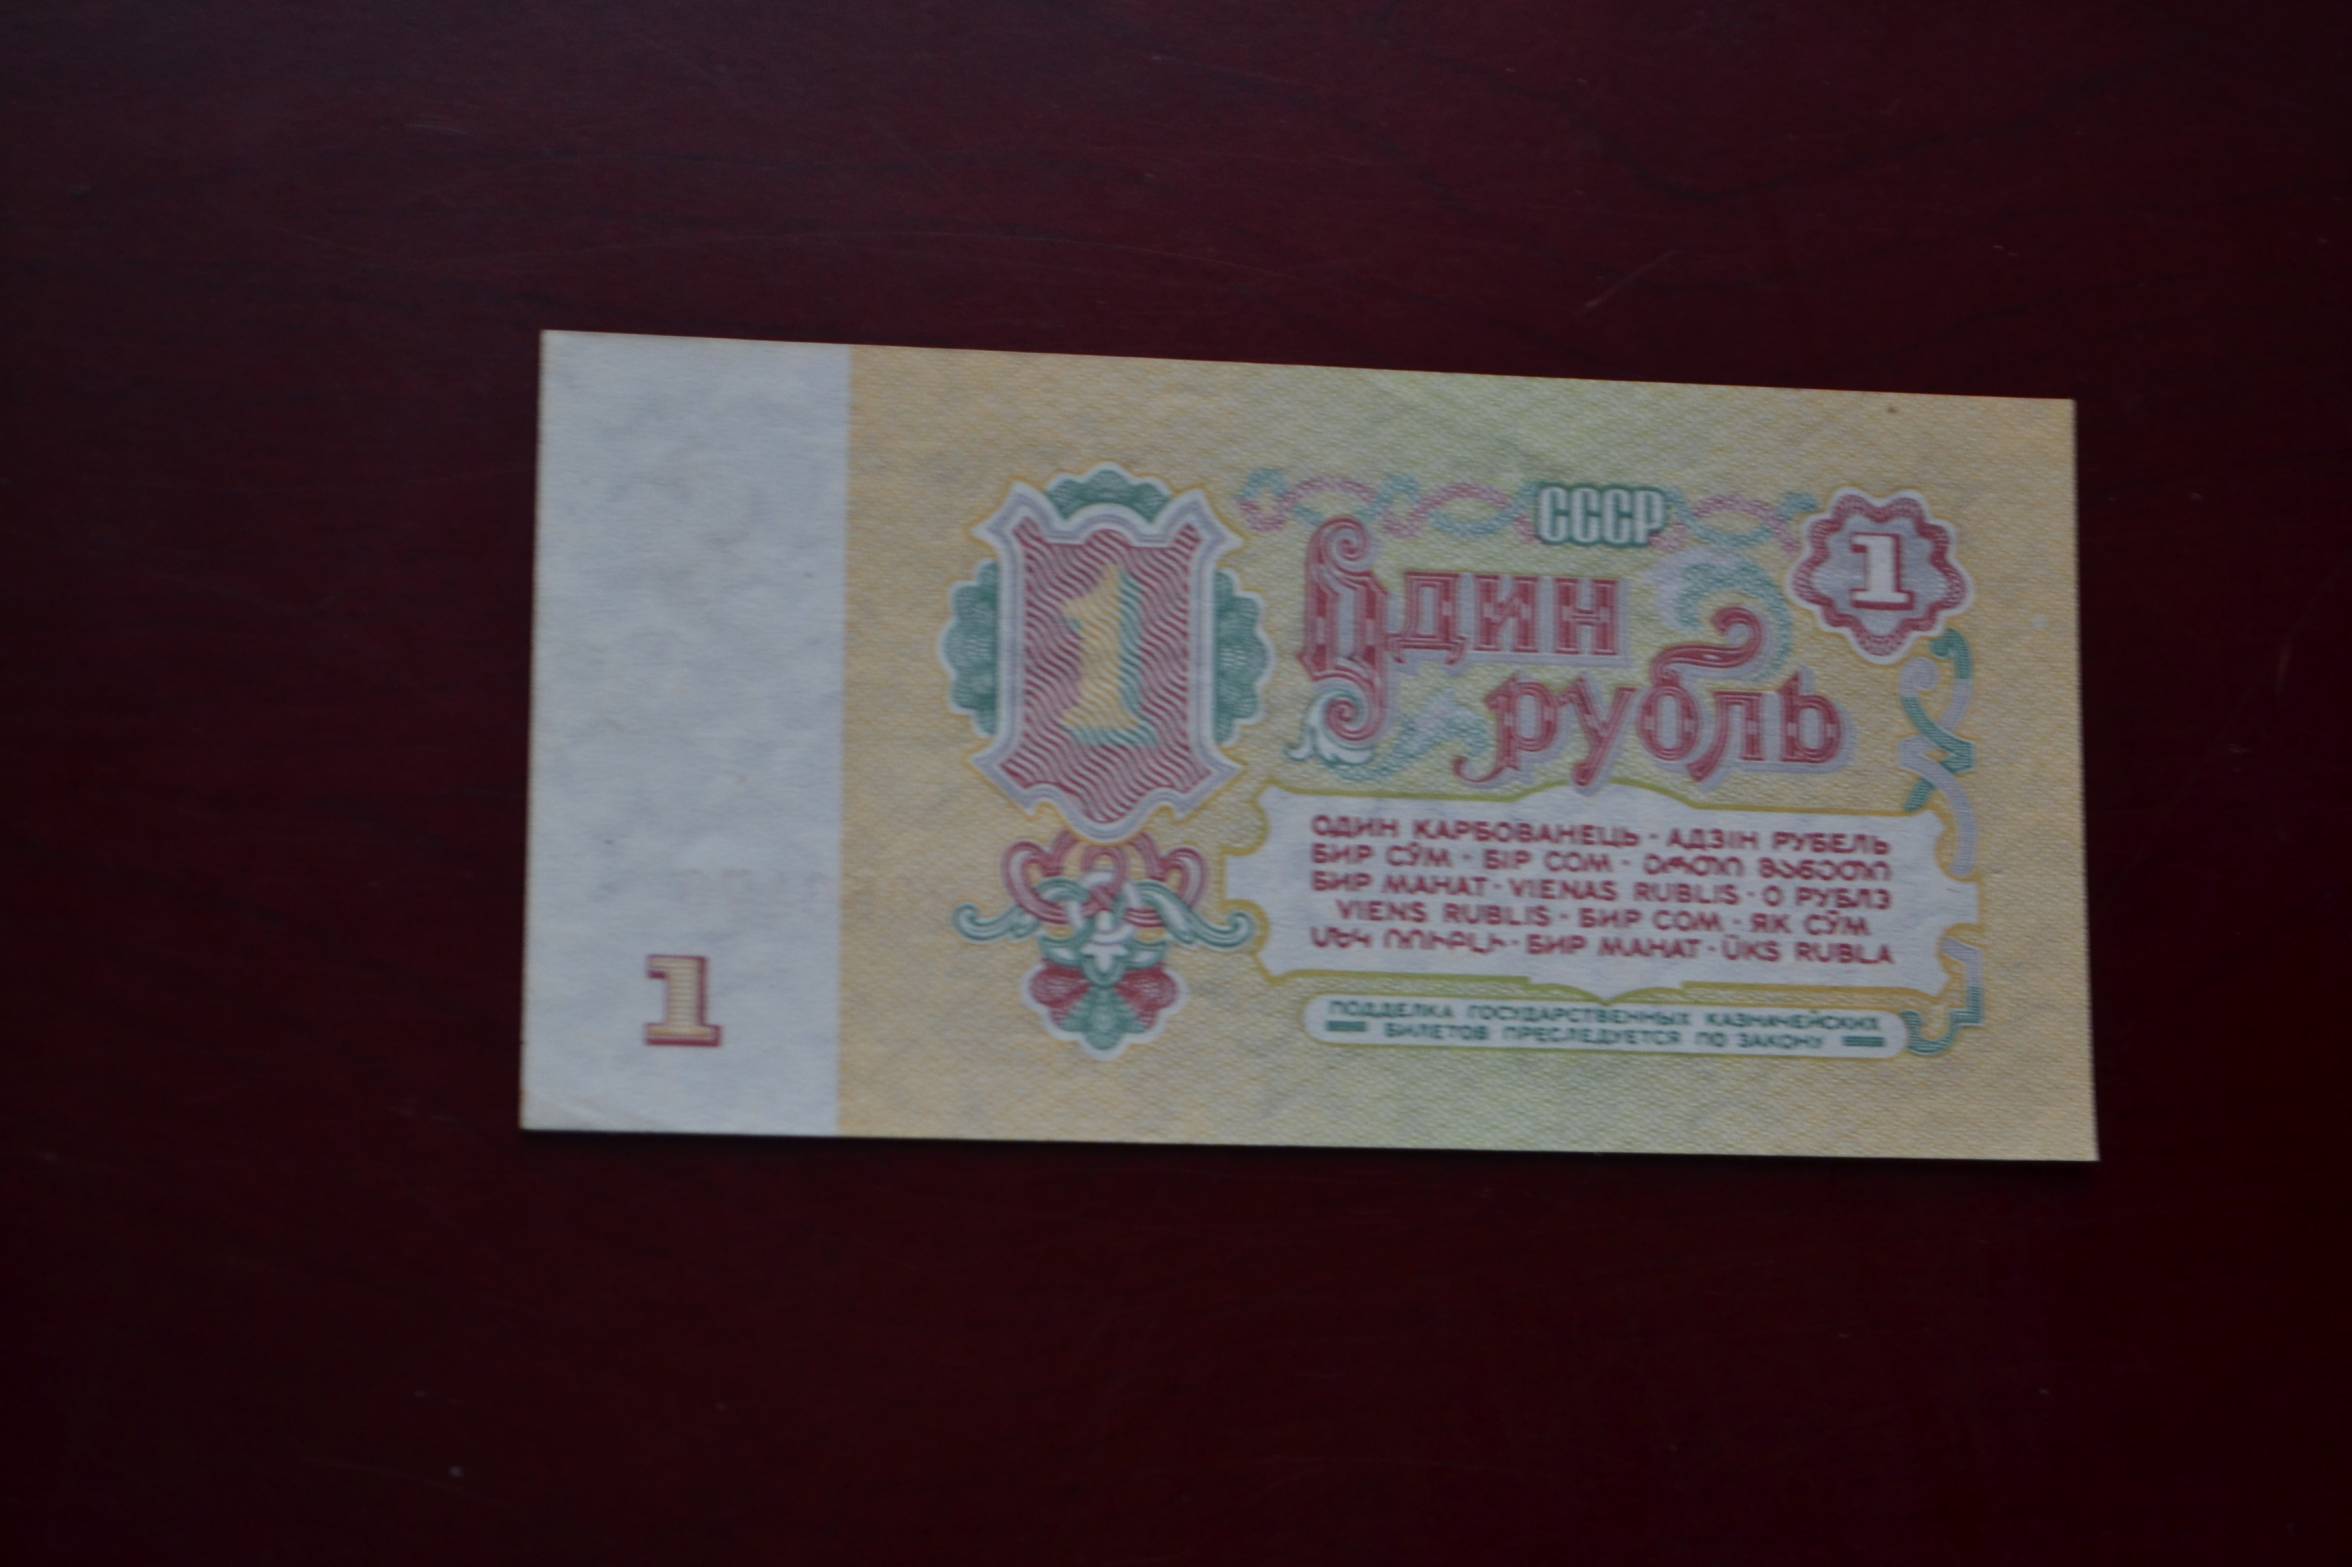 СССР
1
1
Один
рубль
ОДИН КАРБОВАНЕЦЬ · АДЗІН РУБЕЛЬ
БИР СЎМ · БІР СОМ · ᲔᲠᲗᲘ ᲛᲐᲜᲔᲗᲘ
БИР МАНАТ · VIENAS RUBLIS · О РУБЛЭ
VIENS RUBLIS · БИР СОМ · ЯК СӮМ
ՄԵԿ ՌՈՒԲԼԻ · БИР МАНАТ · ÜKS RUBLA
1
ПОДДЕЛКА ГОСУДАРСТВЕННЫХ КАЗНАЧЕЙСКИХ
БИЛЕТОВ ПРЕСЛЕДУЕТСЯ ПО ЗАКОНУ